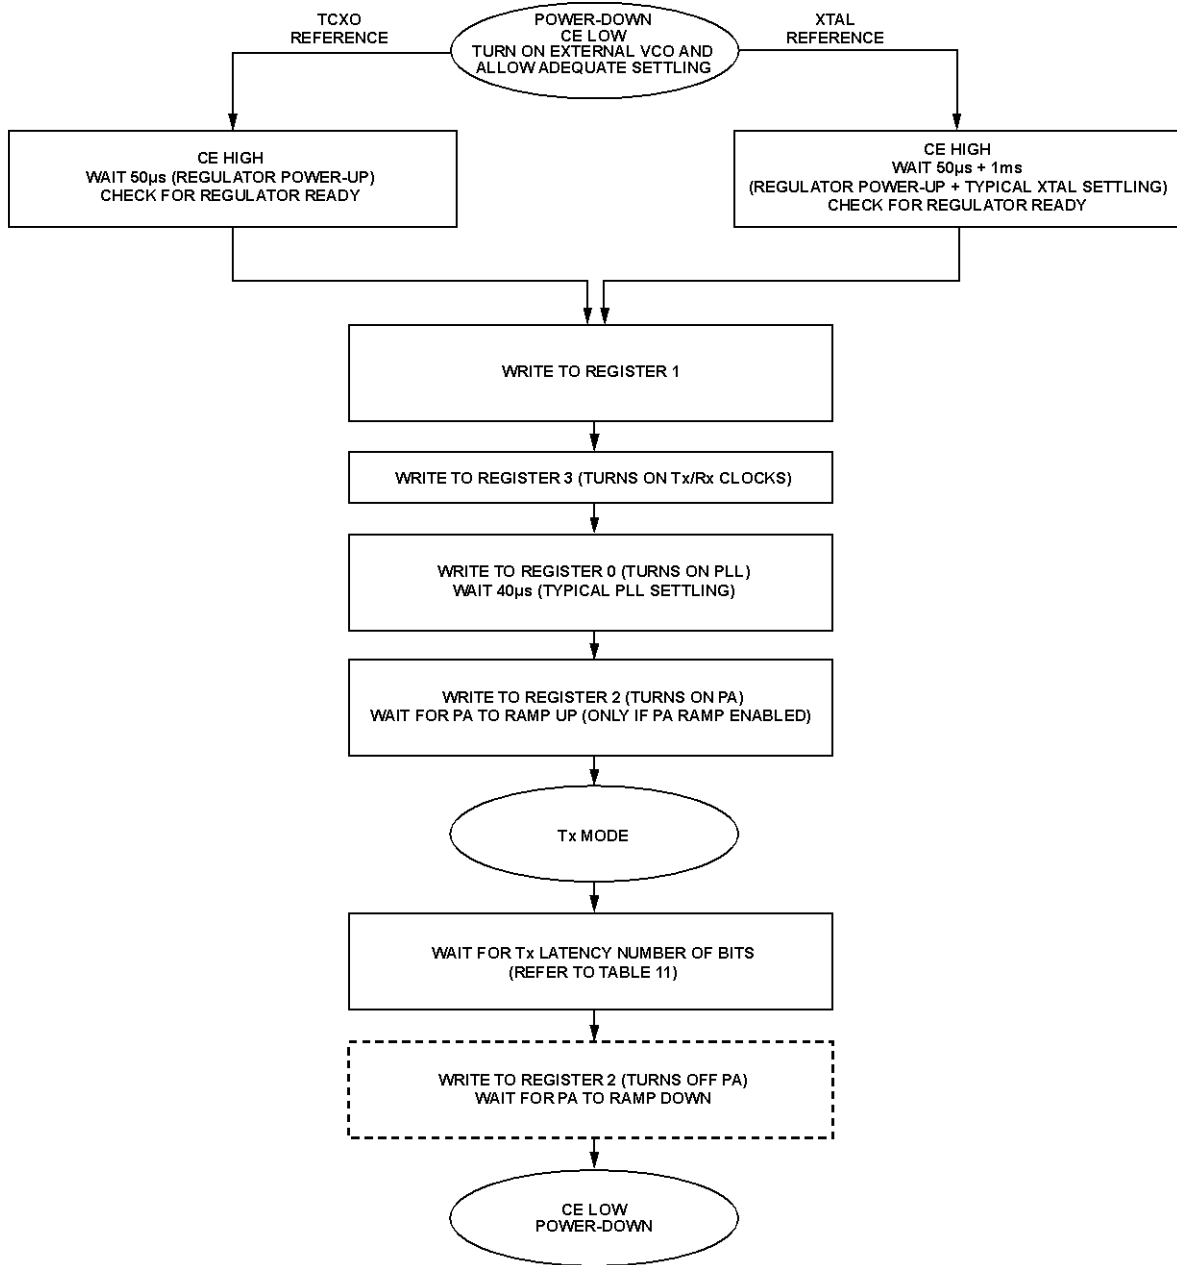 TCXO
REFERENCE
POWER-DOWN
CE LOW
TURN ON EXTERNAL VCO AND
ALLOW ADEQUATE SETTLING
XTAL
REFERENCE
CE HIGH
WAIT 50µs (REGULATOR POWER-UP)
CHECK FOR REGULATOR READY
CE HIGH
WAIT 50µs + 1ms
(REGULATOR POWER-UP + TYPICAL XTAL SETTLING)
CHECK FOR REGULATOR READY
WRITE TO REGISTER 1
WRITE TO REGISTER 3 (TURNS ON Tx/Rx CLOCKS)
WRITE TO REGISTER 0 (TURNS ON PLL)
WAIT 40µs (TYPICAL PLL SETTLING)
WRITE TO REGISTER 2 (TURNS ON PA)
WAIT FOR PA TO RAMP UP (ONLY IF PA RAMP ENABLED)
Tx MODE
WAIT FOR Tx LATENCY NUMBER OF BITS
(REFER TO TABLE 11)
WRITE TO REGISTER 2 (TURNS OFF PA)
WAIT FOR PA TO RAMP DOWN
CE LOW
POWER-DOWN